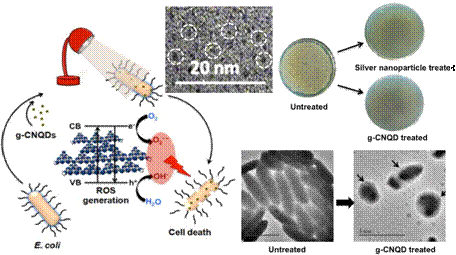 20 nm
Untreated
Silver nanoparticle treate
g-CNQD treated
g-CNQDs
CB
e-
O₂
O₂
ROS
generation
OH
VB
h⁺
H₂O
E. coli
Cell death
Untreated
g-CNQD treated